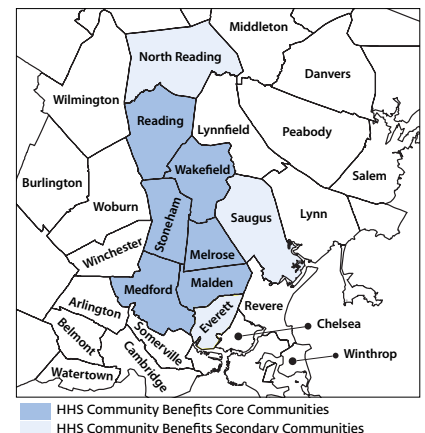 Middleton
North Reading
Danvers
Wilmington
Reading
Lynnfield
Peabody
Wakefield
Salem
Burlington
Woburn
Stoneham
Saugus
Lynn
Winchester
Melrose
Medford
Malden
Arlington
Everett
Revere
Somerville
Chelsea
Belmont
Cambridge
Winthrop
Watertown
HHS Community Benefits Core Communities
HHS Community Benefits Secondary Communities